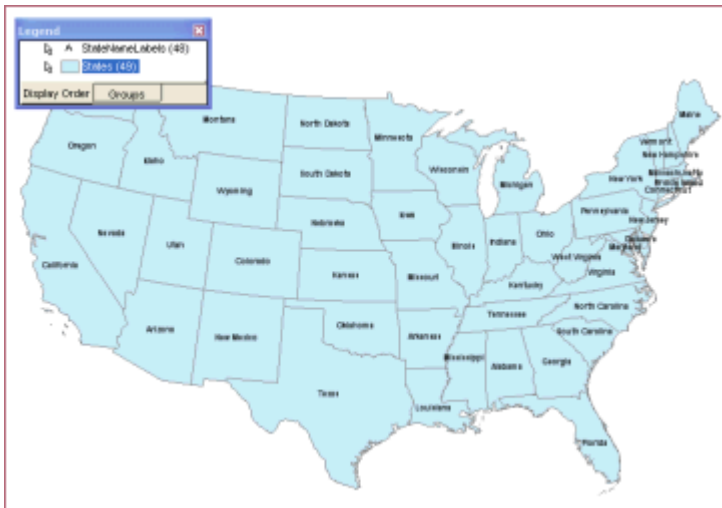 Legend
StateNameLabels (49)
States (49)
Display Order
Groups
Maine
Montana
North Dakota
Minnesota
Vermont
New Hampshire
Oregon
Idaho
South Dakota
Wisconsin
Michigan
New York
Massachusetts
Rhode Island
Connecticut
Wyoming
Iowa
Pennsylvania
New Jersey
Nebraska
Nevada
Utah
Colorado
Illinois
Indiana
Ohio
Delaware
Maryland
West Virginia
Virginia
California
Kansas
Missouri
Kentucky
North Carolina
Tennessee
Arizona
New Mexico
Oklahoma
Arkansas
South Carolina
Mississippi
Alabama
Georgia
Texas
Louisiana
Florida